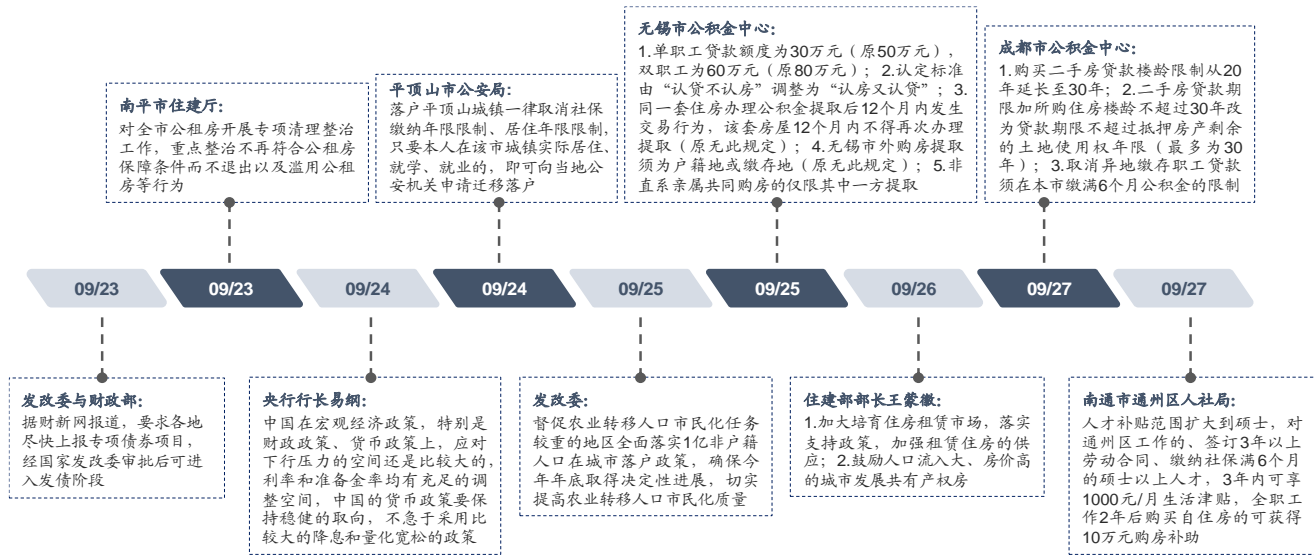 南平市住建厅：
对全市公租房开展专项清理整治
工作，重点整治不再符合公租房
保障条件而不退出以及滥用公租
房等行为
平顶山市公安局：
落户平顶山城镇一律取消社保
缴纳年限限制、居住年限限制，
只要本人在该市城镇实际居住、
就学、就业的，即可向当地公
安机关申请迁移落户
无锡市公积金中心：
1.单职工贷款额度为30万元（原50万元），
双职工为60万元（原80万元）；2.认定标准
由“认贷不认房”调整为“认房又认贷”；3.
同一套住房办理公积金提取后12个月内发生
交易行为，该套房屋12个月内不得再次办理
提取（原无此规定）；4.无锡市外购房提取
须为户籍地或缴存地（原无此规定）；5.非
直系亲属共同购房的仅限其中一方提取
成都市公积金中心：
1.购买二手房贷款楼龄限制从20
年延长至30年；2.二手房贷款期
限加所购住房楼龄不超过30年改
为贷款期限不超过抵押房产剩余
的土地使用权年限（最多为30
年）；3.取消异地缴存职工贷款
须在本市缴满6个月公积金的限制
09/23
09/23
09/24
09/24
09/25
09/25
09/26
09/27
09/27
发改委与财政部：
据财新网报道，要求各地
尽快上报专项债券项目，
经国家发改委审批后可进
入发债阶段
央行行长易纲：
中国在宏观经济政策，特别是
财政政策、货币政策上，应对
下行压力的空间还是比较大的，
利率和准备金率均有充足的调
整空间，中国的货币政策要保
持稳健的取向，不急于采用比
较大的降息和量化宽松的政策
发改委：
督促农业转移人口市民化任务
较重的地区全面落实1亿非户籍
人口在城市落户政策，确保今
年年底取得决定性进展，切实
提高农业转移人口市民化质量
住建部部长王蒙徽：
1.加大培育住房租赁市场，落实
支持政策，加强租赁住房的供
应；2.鼓励人口流入大、房价高
的城市发展共有产权房
南通市通州区人社局：
人才补贴范围扩大到硕士，对
通州区工作的、签订3年以上
劳动合同、缴纳社保满6个月
的硕士以上人才，3年内可享
1000元/月生活津贴，全职工
作2年后购买自住房的可获得
10万元购房补助